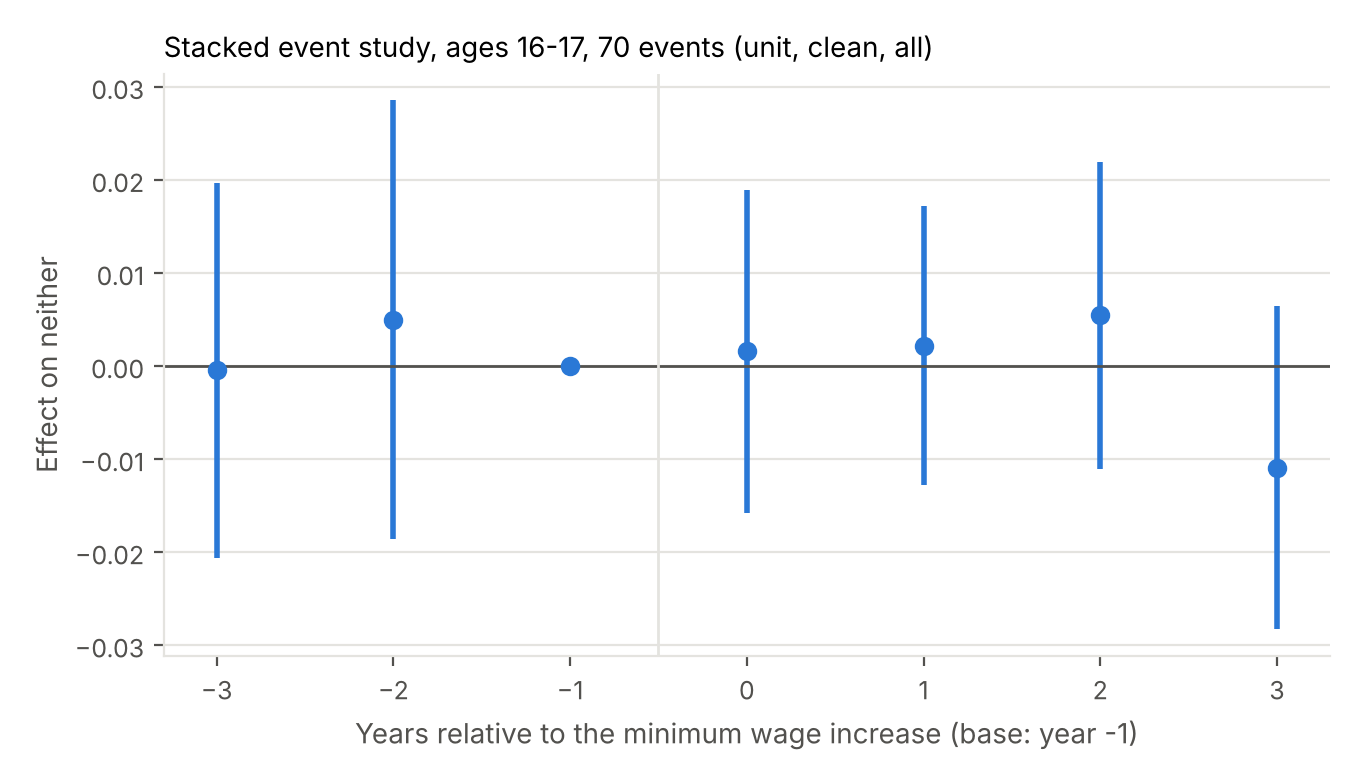 Stacked event study, ages 16-17, 70 events (unit, clean, all)
Effect on neither
0.03
0.02
0.01
0.00
−0.01
−0.02
−0.03
−3 −2 −1 0 1 2 3
Years relative to the minimum wage increase (base: year -1)